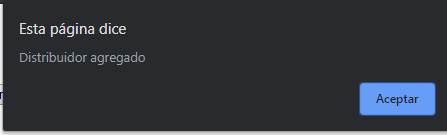 Esta página dice
Distribuidor agregado
Aceptar